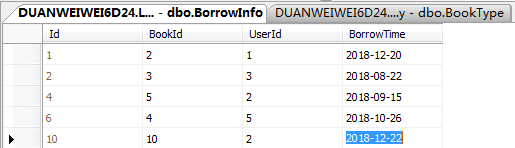 DUANWEIWEI6D24.L... - dbo.BorrowInfo DUANWEIWEI6D24....y - dbo.BookType
Id BookId UserId BorrowTime
1 2 1 2018-12-20
2 3 3 2018-08-22
4 5 2 2018-09-15
6 4 5 2018-10-26
10 10 2 2018-12-22